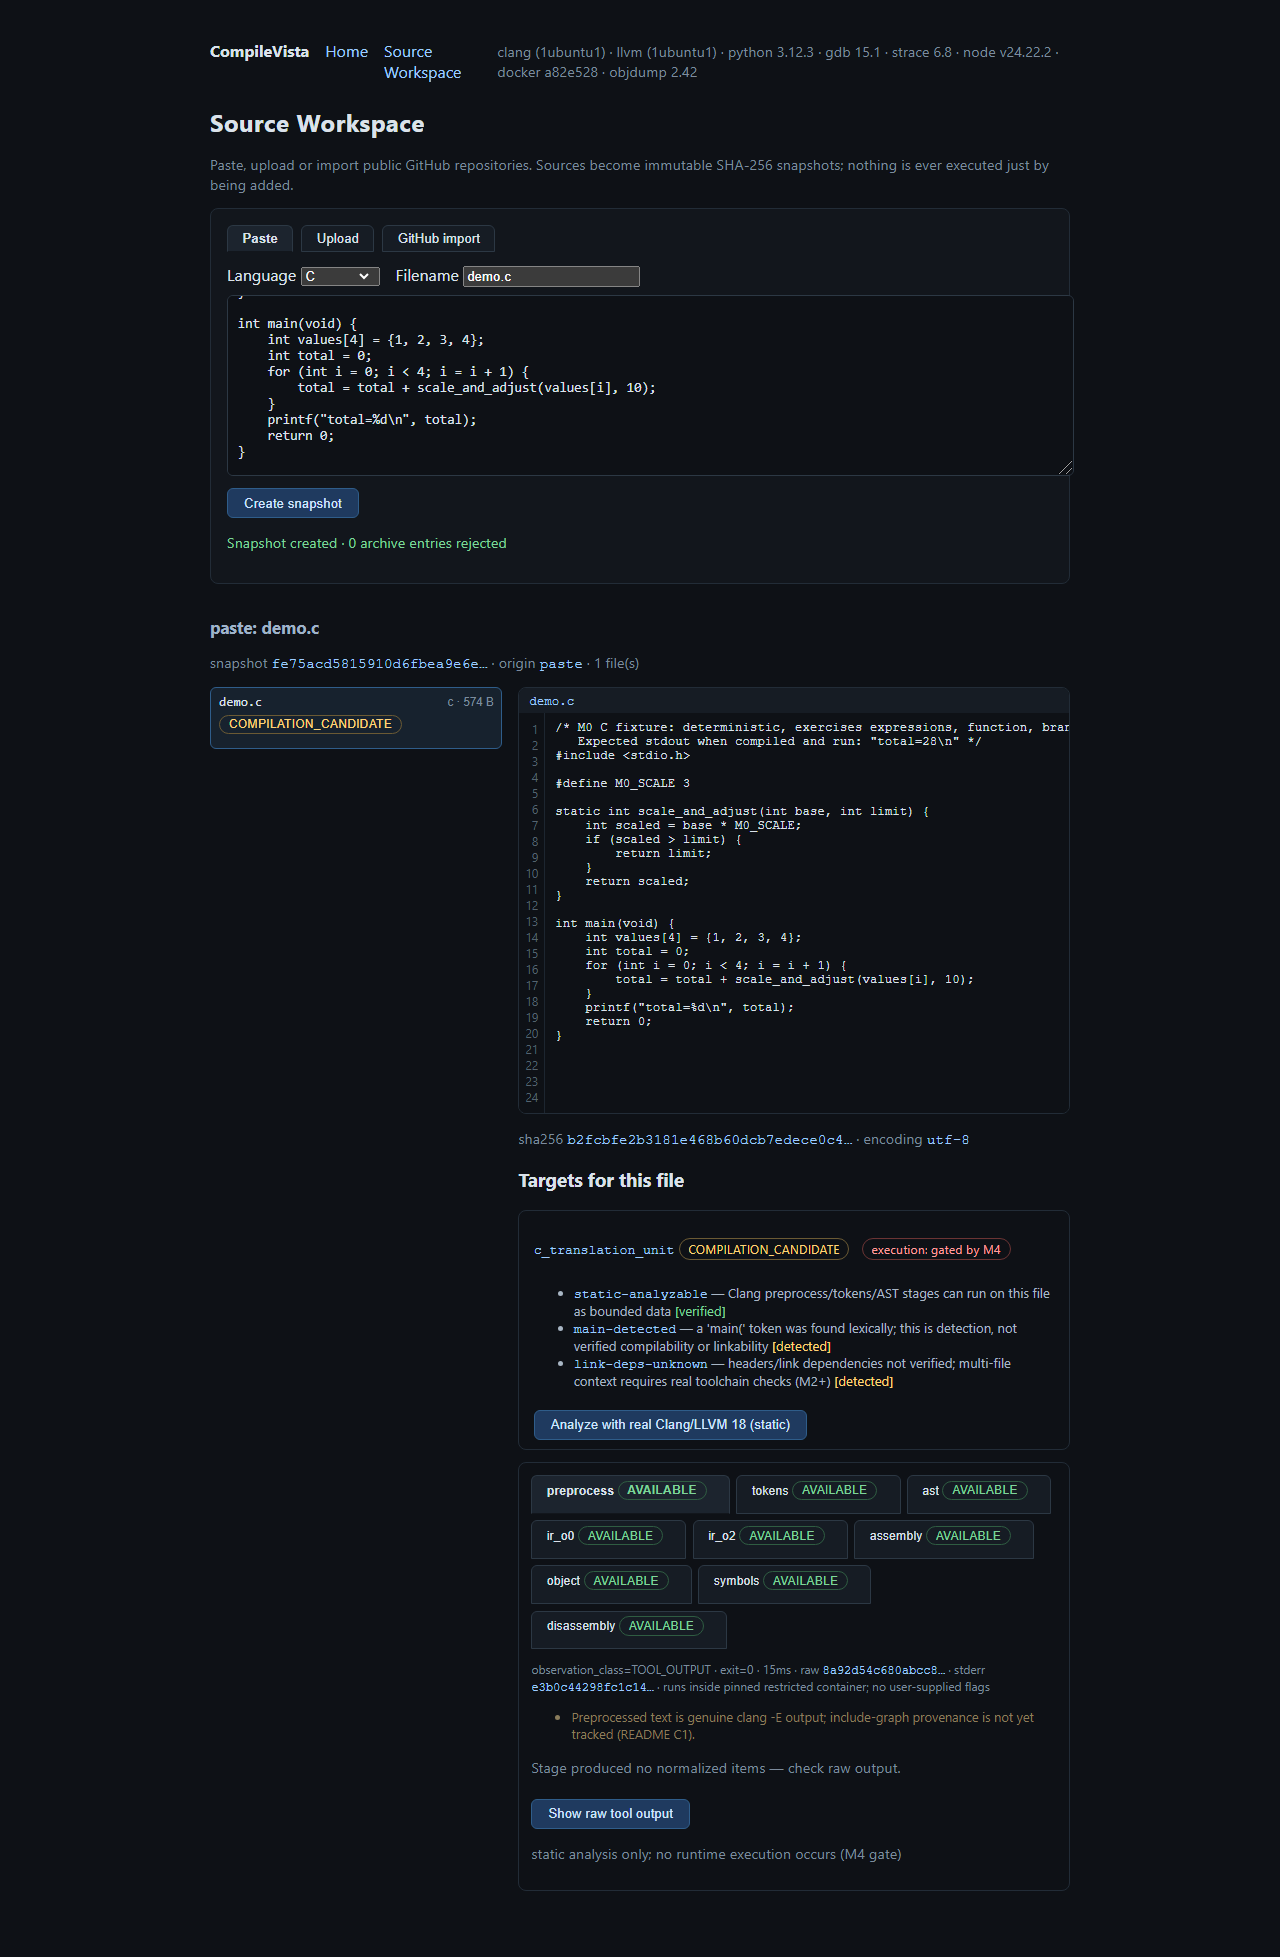 CompileVista Home Source Workspace
clang (1ubuntu1) · llvm (1ubuntu1) · python 3.12.3 · gdb 15.1 · strace 6.8 · node v24.22.2 ·
docker a82e528 · objdump 2.42
Source Workspace
Paste, upload or import public GitHub repositories. Sources become immutable SHA-256 snapshots; nothing is ever executed just by
being added.
Paste Upload GitHub import
Language C Filename demo.c
}
int main(void) {
    int values[4] = {1, 2, 3, 4};
    int total = 0;
    for (int i = 0; i < 4; i = i + 1) {
        total = total + scale_and_adjust(values[i], 10);
    }
    printf("total=%d\n", total);
    return 0;
}
Create snapshot
Snapshot created · 0 archive entries rejected
paste: demo.c
snapshot fe75acd5815910d6fbea9e6e… · origin paste · 1 file(s)
demo.c c · 574 B
COMPILATION_CANDIDATE
demo.c
1
2
3
4
5
6
7
8
9
10
11
12
13
14
15
16
17
18
19
20
21
22
23
24
/* M0 C fixture: deterministic, exercises expressions, function, bran
   Expected stdout when compiled and run: "total=28\n" */
#include <stdio.h>
#define M0_SCALE 3
static int scale_and_adjust(int base, int limit) {
    int scaled = base * M0_SCALE;
    if (scaled > limit) {
        return limit;
    }
    return scaled;
}
int main(void) {
    int values[4] = {1, 2, 3, 4};
    int total = 0;
    for (int i = 0; i < 4; i = i + 1) {
        total = total + scale_and_adjust(values[i], 10);
    }
    printf("total=%d\n", total);
    return 0;
}
sha256 b2fcbfe2b3181e468b60dcb7edece0c4… · encoding utf-8
Targets for this file
c_translation_unit COMPILATION_CANDIDATE execution: gated by M4
• static-analyzable — Clang preprocess/tokens/AST stages can run on this file
as bounded data [verified]
• main-detected — a 'main(' token was found lexically; this is detection, not
verified compilability or linkability [detected]
• link-deps-unknown — headers/link dependencies not verified; multi-file
context requires real toolchain checks (M2+) [detected]
Analyze with real Clang/LLVM 18 (static)
preprocess AVAILABLE tokens AVAILABLE ast AVAILABLE
ir_o0 AVAILABLE ir_o2 AVAILABLE assembly AVAILABLE
object AVAILABLE symbols AVAILABLE
disassembly AVAILABLE
observation_class=TOOL_OUTPUT · exit=0 · 15ms · raw 8a92d54c680abcc8… · stderr
e3b0c44298fc1c14… · runs inside pinned restricted container; no user-supplied flags
• Preprocessed text is genuine clang -E output; include-graph provenance is not yet
tracked (README C1).
Stage produced no normalized items — check raw output.
Show raw tool output
static analysis only; no runtime execution occurs (M4 gate)